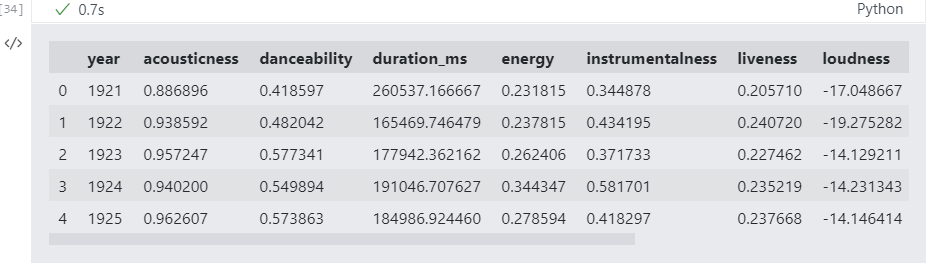 [34] 0.7s Python
year acousticness danceability duration_ms energy instrumentalness liveness loudness
0 1921 0.886896 0.418597 260537.166667 0.231815 0.344878 0.205710 -17.048667
1 1922 0.938592 0.482042 165469.746479 0.237815 0.434195 0.240720 -19.275282
2 1923 0.957247 0.577341 177942.362162 0.262406 0.371733 0.227462 -14.129211
3 1924 0.940200 0.549894 191046.707627 0.344347 0.581701 0.235219 -14.231343
4 1925 0.962607 0.573863 184986.924460 0.278594 0.418297 0.237668 -14.146414